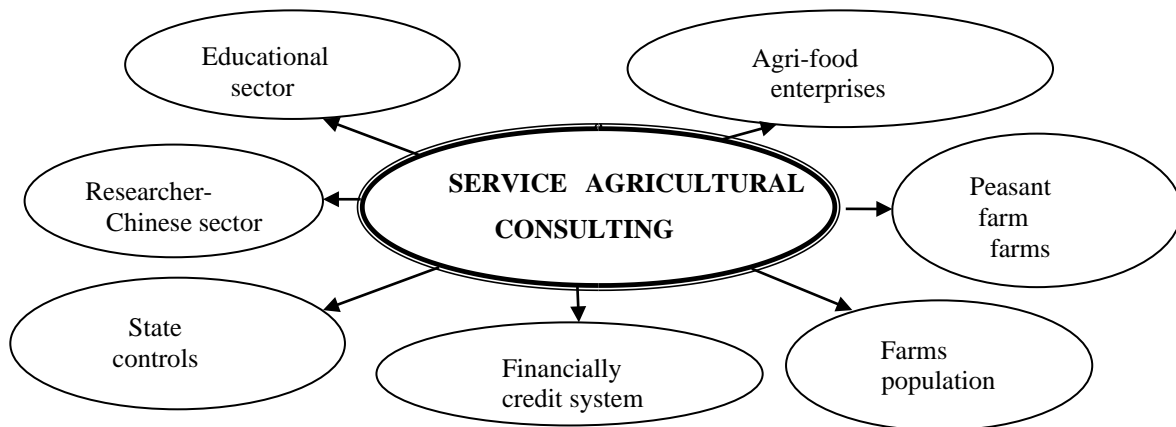 Educational
sector
Agri-food
enterprises
SERVICE AGRICULTURAL
CONSULTING
Researcher-
Chinese sector
Peasant
farm
farms
State
controls
Financially
credit system
Farms
population